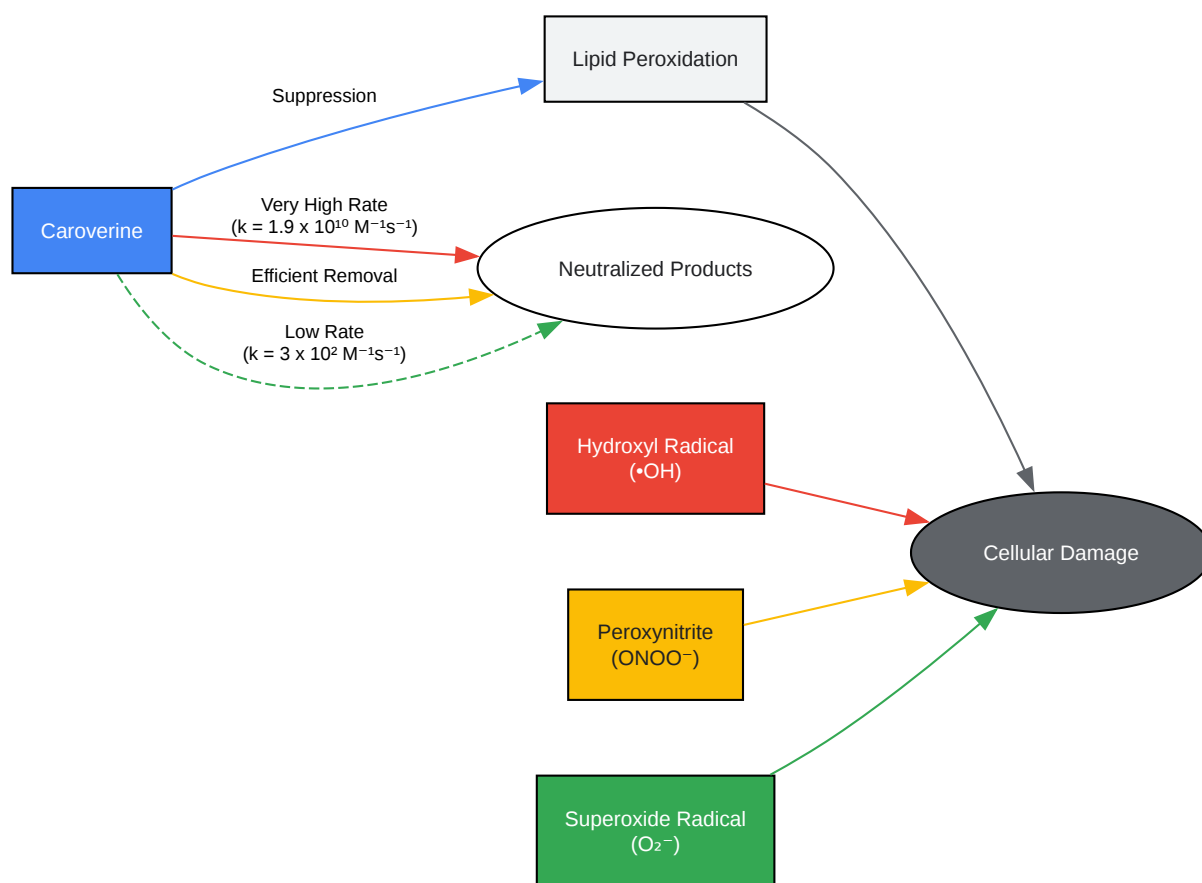 Lipid Peroxidation
Suppression
Caroverine
Very High Rate
(k = 1.9 x 10¹⁰ M⁻¹s⁻¹)
Neutralized Products
Efficient Removal
Low Rate
(k = 3 x 10² M⁻¹s⁻¹)
Hydroxyl Radical
(•OH)
Cellular Damage
Peroxynitrite
(ONOO⁻)
Superoxide Radical
(O₂⁻)